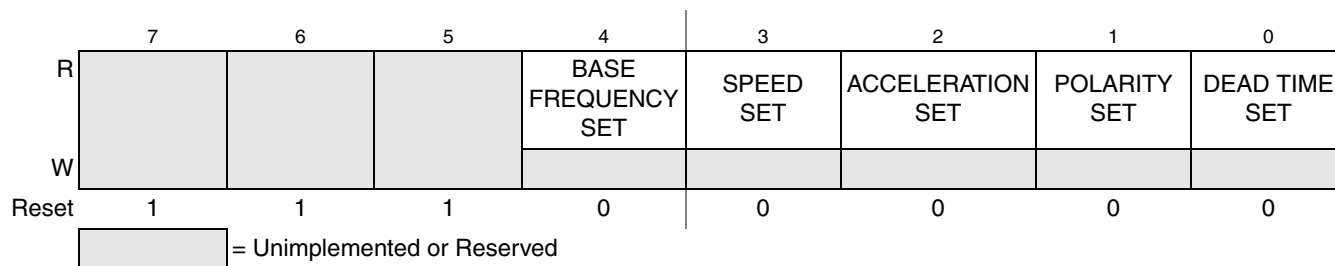 7 6 5 4 3 2 1 0
R BASE FREQUENCY SET SPEED SET ACCELERATION SET POLARITY SET DEAD TIME SET
W
Reset 1 1 1 0 0 0 0 0
= Unimplemented or Reserved